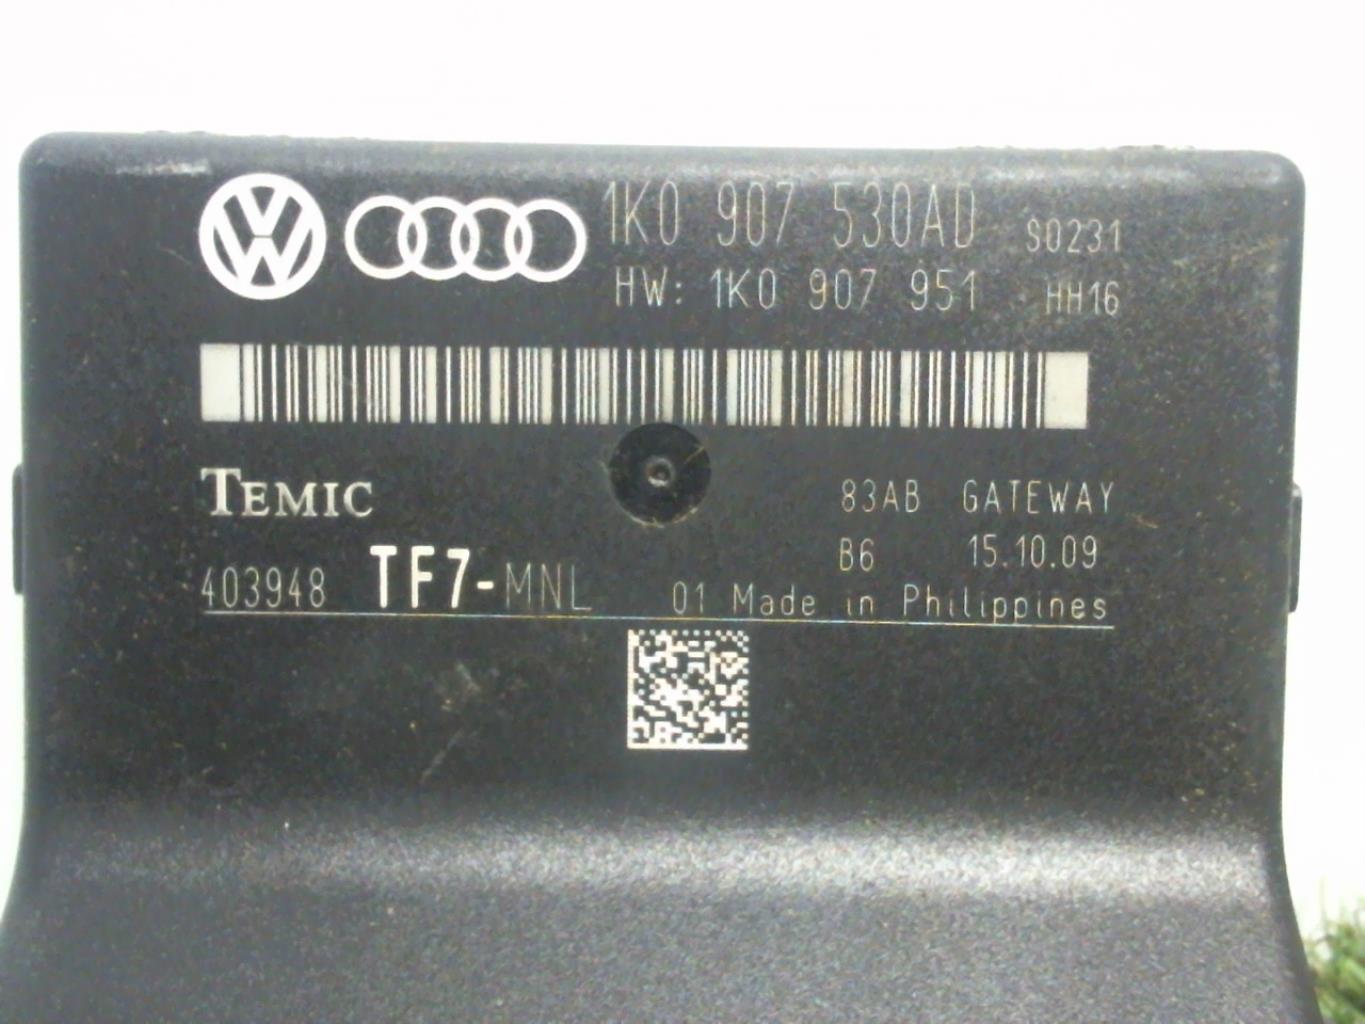 1K0 907 530AD S0231
HW: 1K0 907 951 HH16
TEMIC 83AB GATEWAY
B6 15.10.09
403948 TF7-MNL 01 Made in Philippines